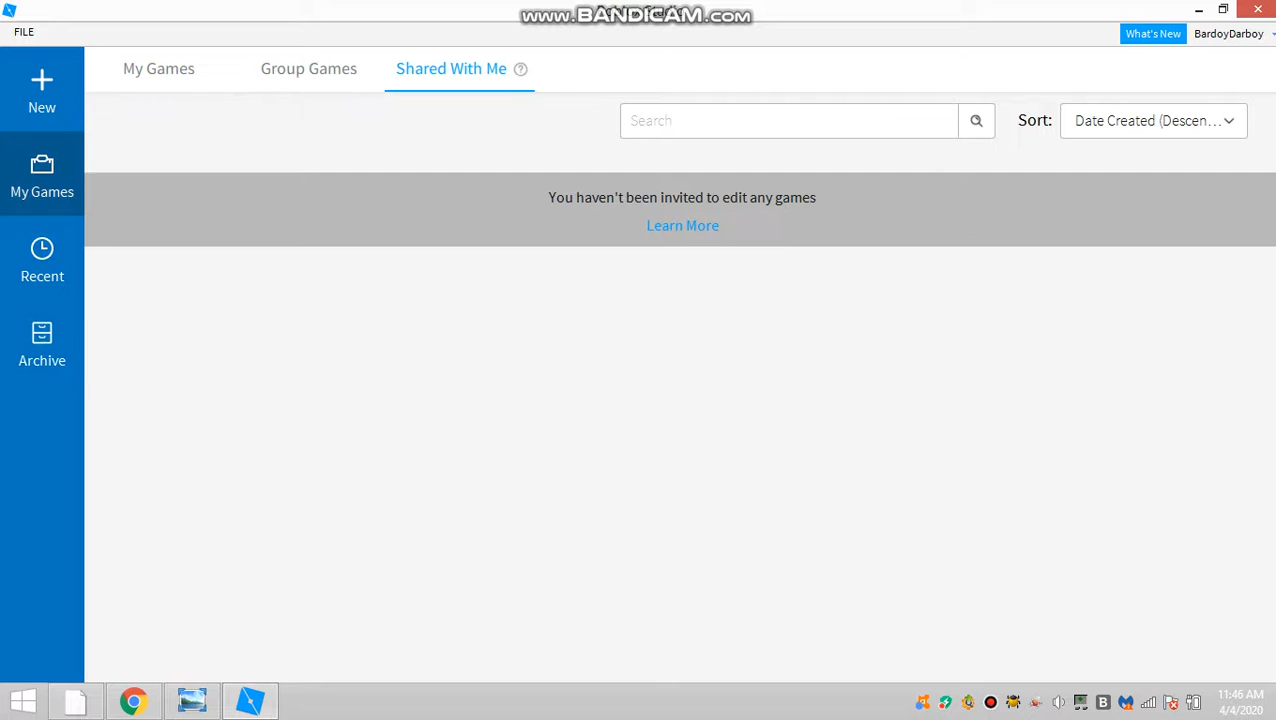 www.BANDICAM.com
FILE
What's New
BardoyDarboy
New
My Games
Recent
Archive
My Games
Group Games
Shared With Me ?
Search
Sort:
Date Created (Descen...
You haven't been invited to edit any games
Learn More
B
11:46 AM
4/4/2020